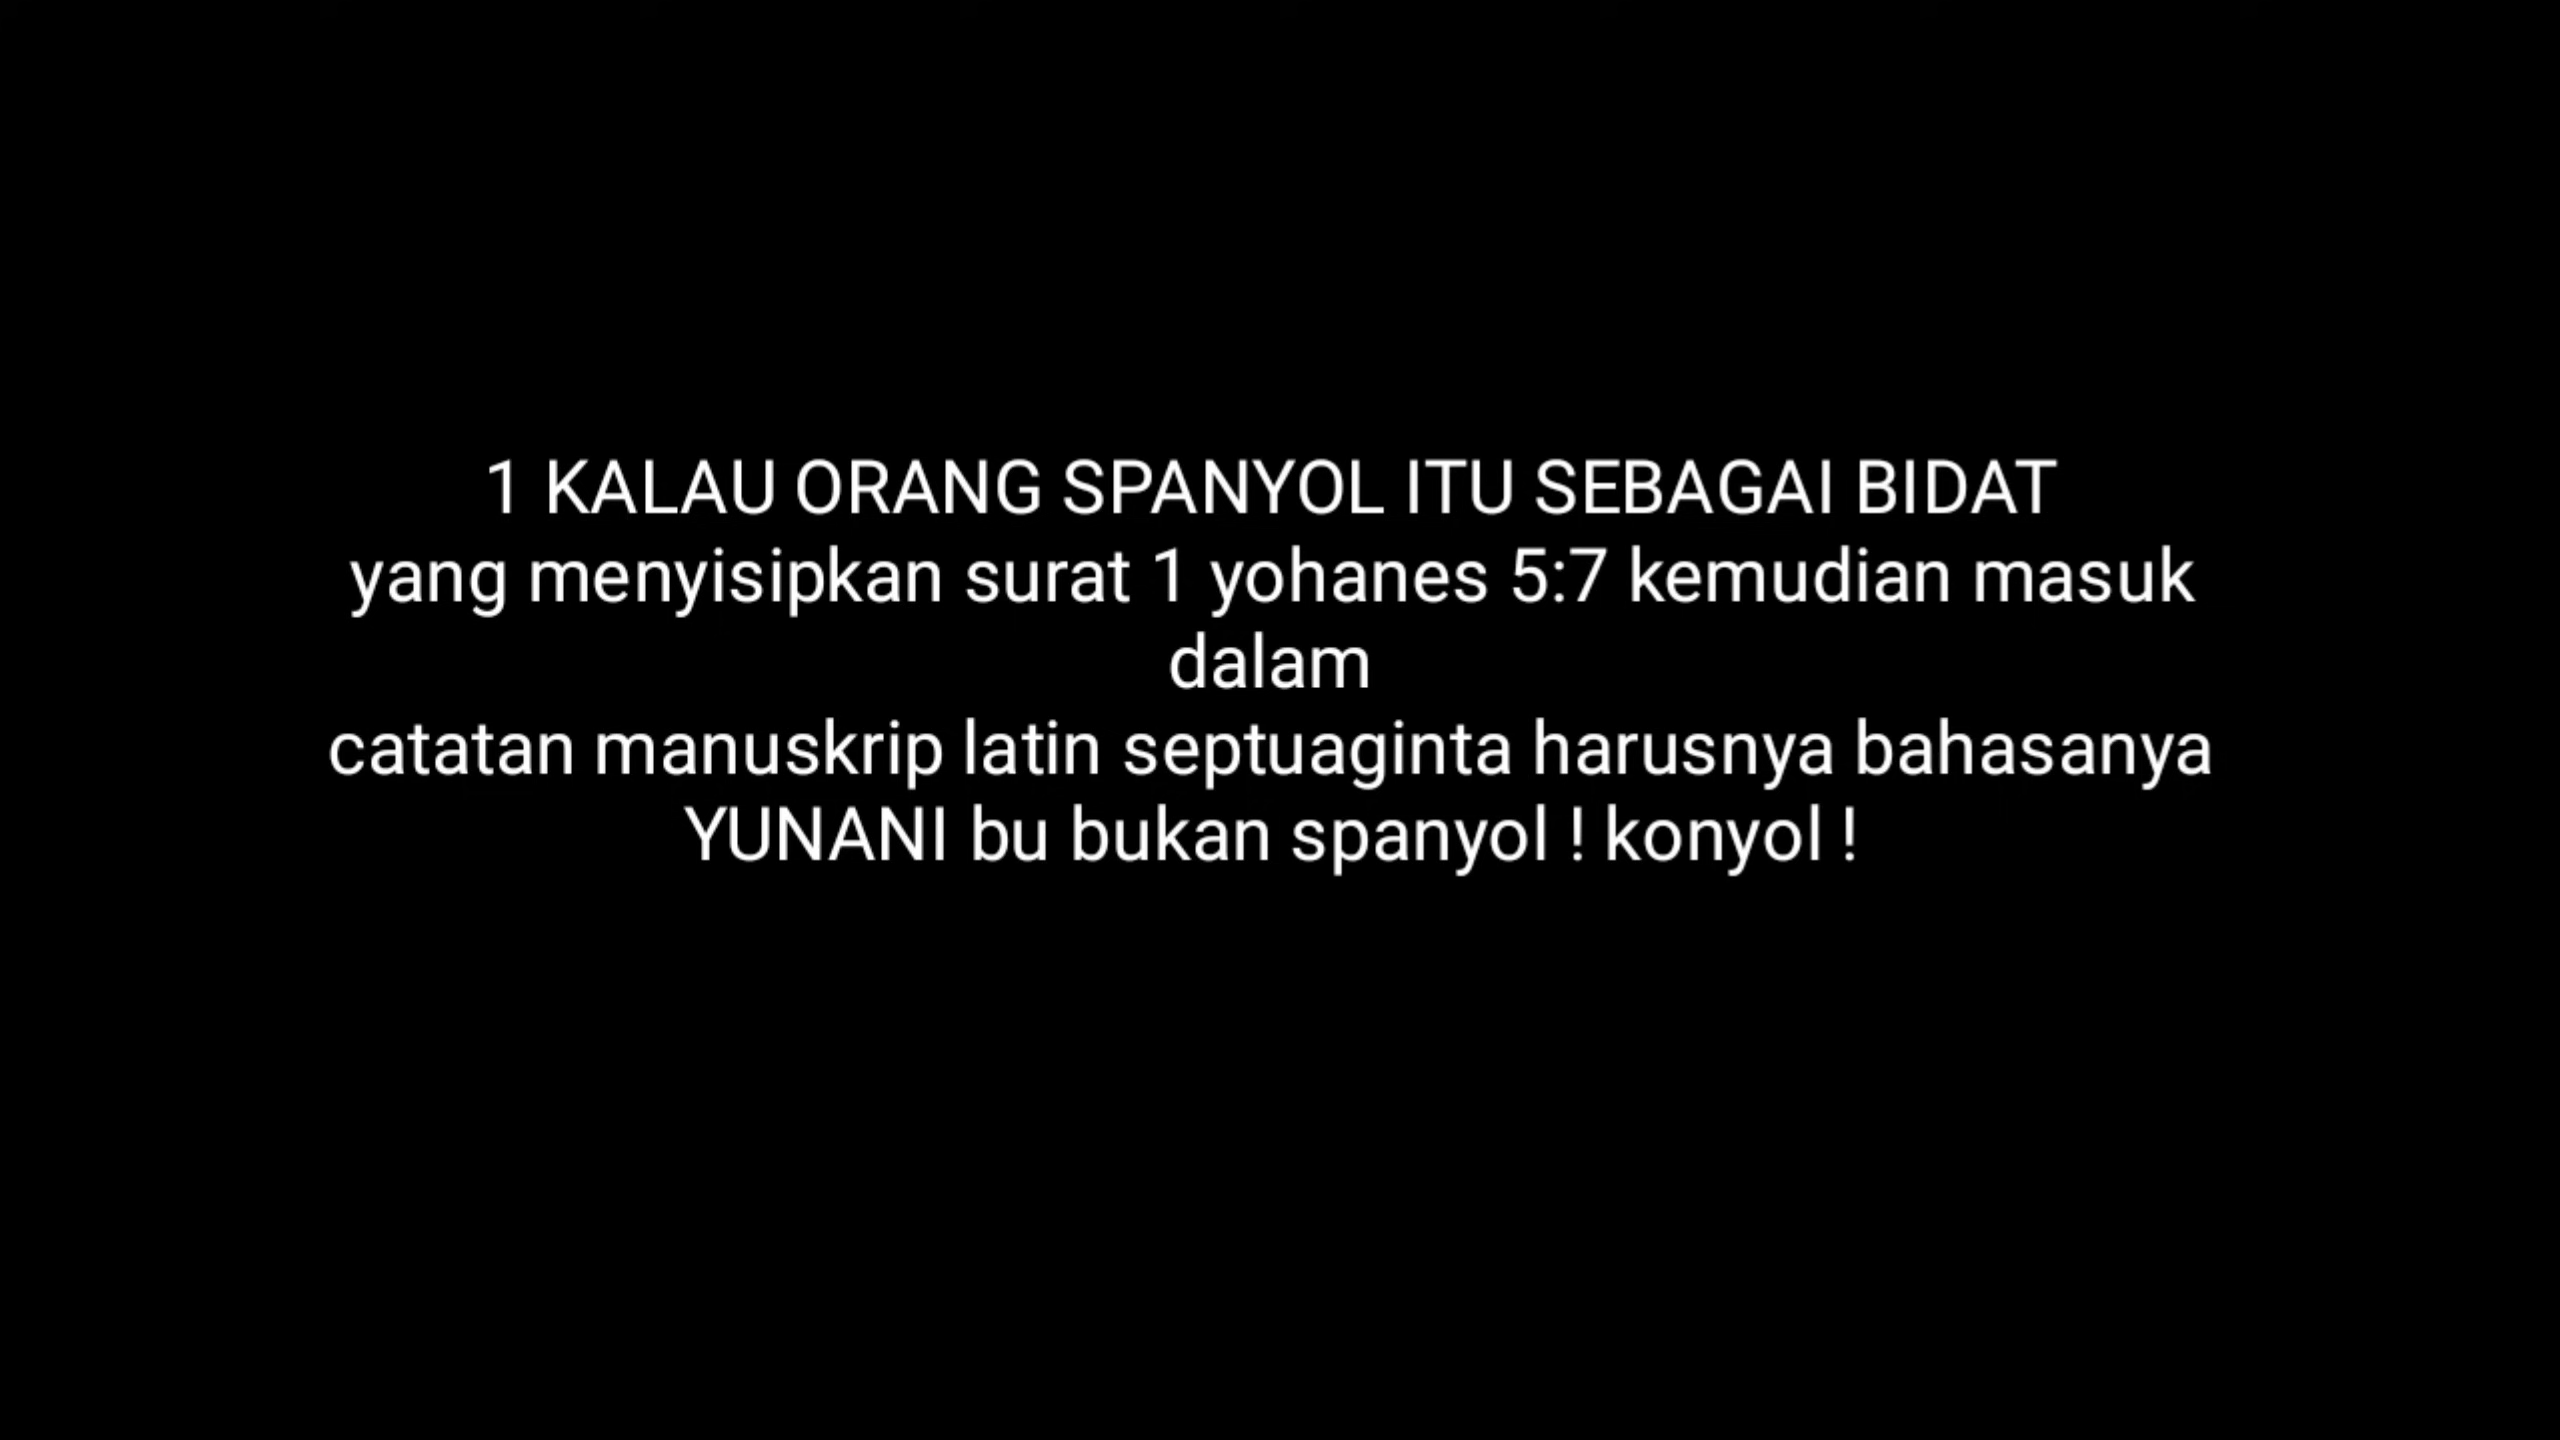 1 KALAU ORANG SPANYOL ITU SEBAGAI BIDAT
yang menyisipkan surat 1 yohanes 5:7 kemudian masuk
dalam
catatan manuskrip latin septuaginta harusnya bahasanya
YUNANI bu bukan spanyol ! konyol !